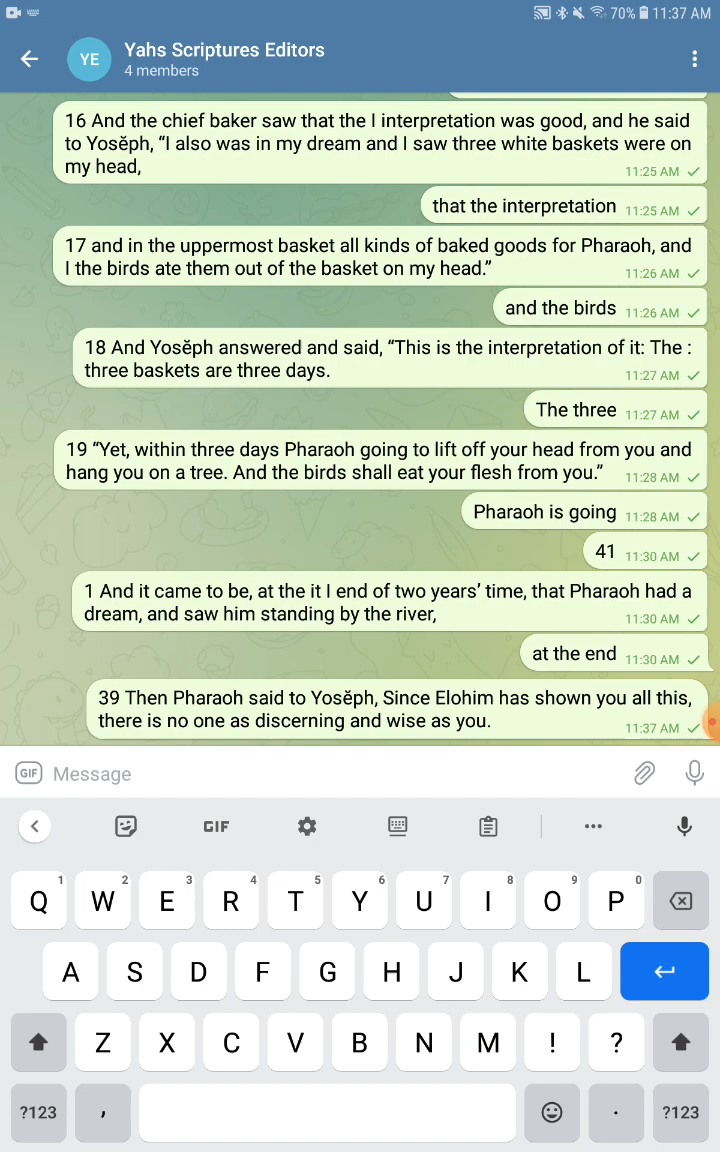 70% 11:37 AM
YE
Yahs Scriptures Editors
4 members
16 And the chief baker saw that the I interpretation was good, and he said
to Yosĕph, “I also was in my dream and I saw three white baskets were on
my head,
11:25 AM
that the interpretation 11:25 AM
17 and in the uppermost basket all kinds of baked goods for Pharaoh, and
I the birds ate them out of the basket on my head.”
11:26 AM
and the birds 11:26 AM
18 And Yosĕph answered and said, “This is the interpretation of it: The :
three baskets are three days.
11:27 AM
The three 11:27 AM
19 “Yet, within three days Pharaoh going to lift off your head from you and
hang you on a tree. And the birds shall eat your flesh from you.”
11:28 AM
Pharaoh is going 11:28 AM
41 11:30 AM
1 And it came to be, at the it I end of two years’ time, that Pharaoh had a
dream, and saw him standing by the river,
11:30 AM
at the end 11:30 AM
39 Then Pharaoh said to Yosĕph, Since Elohim has shown you all this,
there is no one as discerning and wise as you.
11:37 AM
GIF Message
GIF
1 2 3 4 5 6 7 8 9 0
Q W E R T Y U I O P
A S D F G H J K L
Z X C V B N M ! ?
?123 , . ?123